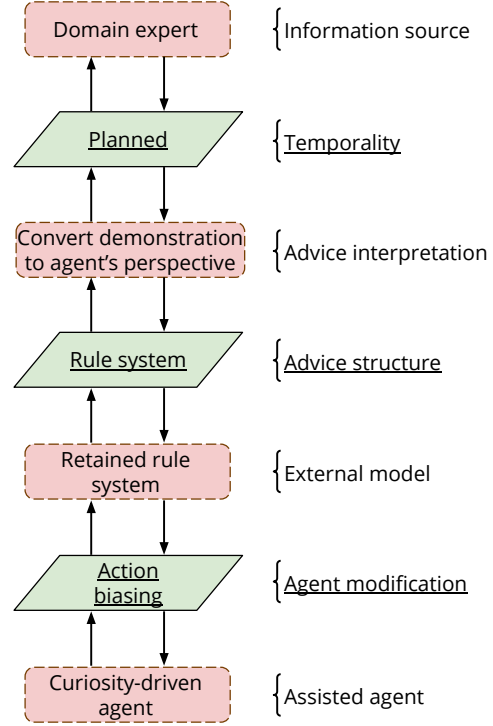 Domain expert
Information source
Planned
Temporality
Convert demonstration
to agent's perspective
Advice interpretation
Rule system
Advice structure
Retained rule
system
External model
Action
biasing
Agent modification
Curiosity-driven
agent
Assisted agent